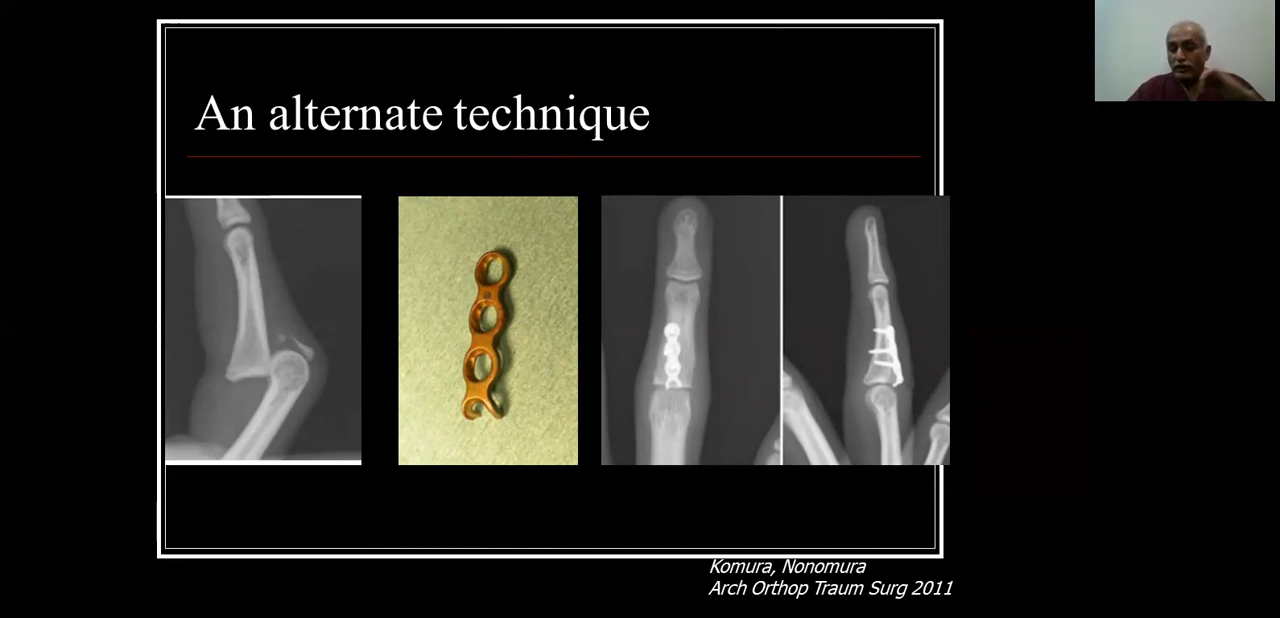 An alternate technique
Komura, Nonomura
Arch Orthop Traum Surg 2011